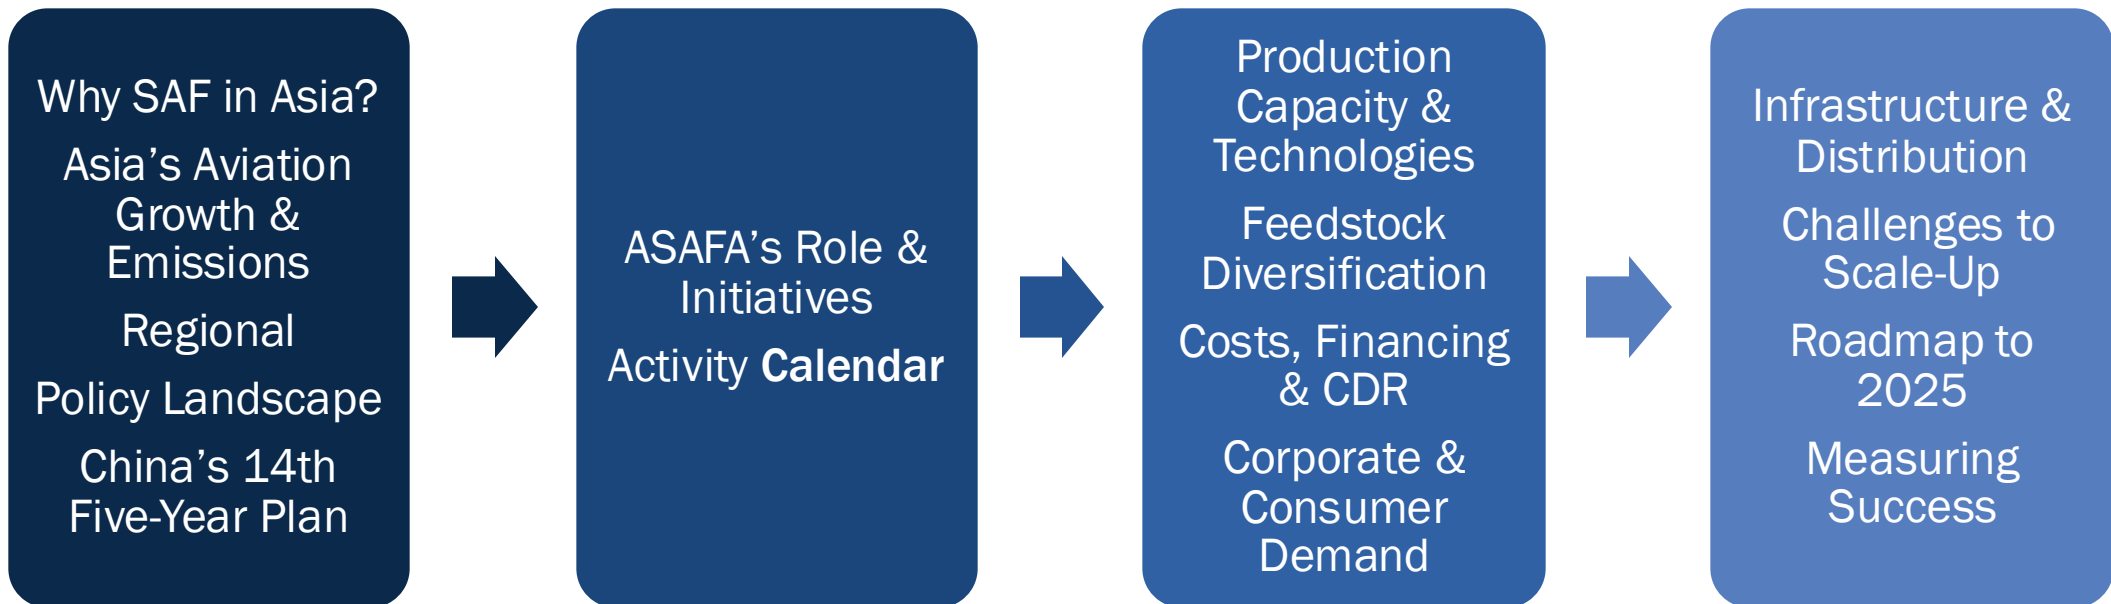 Why SAF in Asia?
Asia’s Aviation
Growth &
Emissions
Regional
Policy Landscape
China’s 14th
Five-Year Plan
ASAFA’s Role &
Initiatives
Activity Calendar
Production
Capacity &
Technologies
Feedstock
Diversification
Costs, Financing
& CDR
Corporate &
Consumer
Demand
Infrastructure &
Distribution
Challenges to
Scale-Up
Roadmap to
2025
Measuring
Success